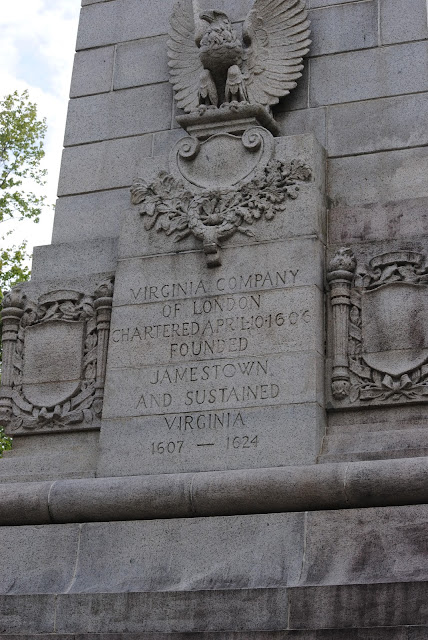 VIRGINIA COMPANY
OF LONDON
CHARTERED APRIL·10·1606
FOUNDED
JAMESTOWN
AND SUSTAINED
VIRGINIA
1607 — 1624